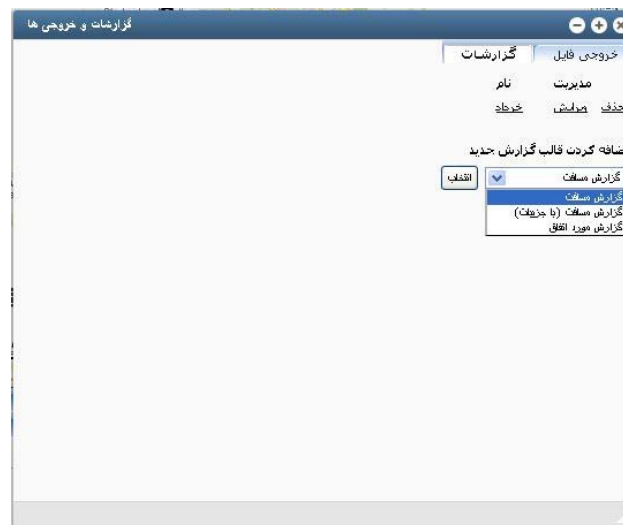 گزارشات و خروجی ها
خروجی فایل گزارشات
مدیریت نام
حذف ویرایش خرداد
اضافه کردن قالب گزارش جدید
گزارش مسافت انتخاب
گزارش مسافت
گزارش مسافت (با جزییات)
گزارش مورد اتفاق